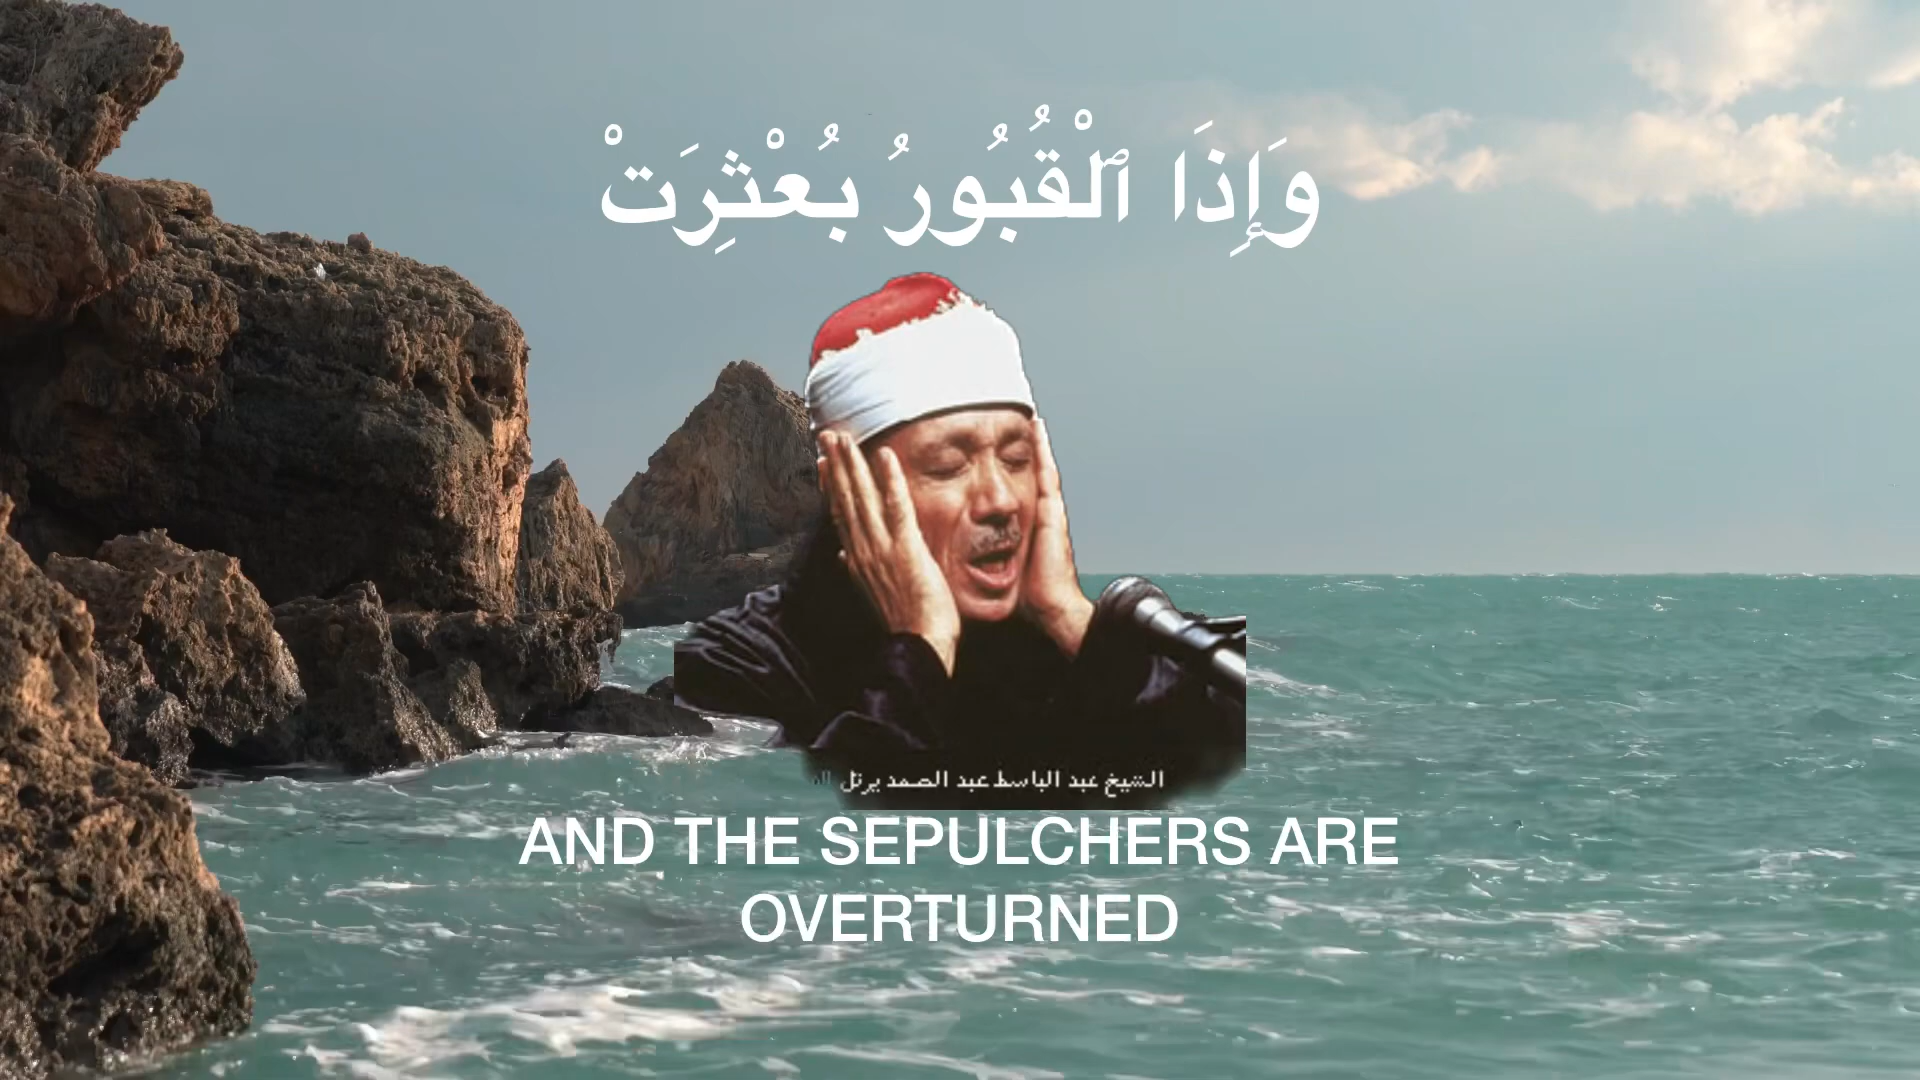 وَإِذَا ٱلْقُبُورُ بُعْثِرَتْ
الشيخ عبد الباسط عبد الصمد يرتل
AND THE SEPULCHERS ARE
OVERTURNED